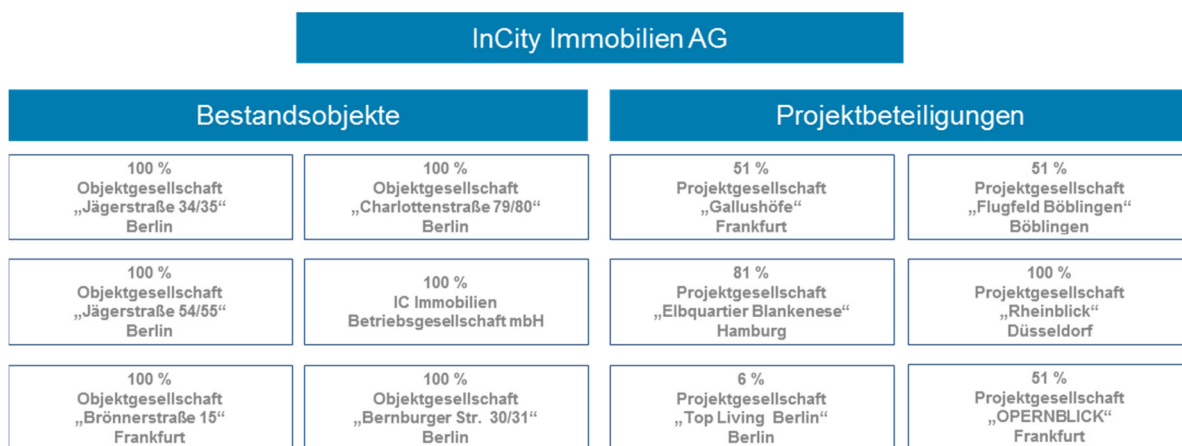 InCity Immobilien AG
Bestandsobjekte
Projektbeteiligungen
100 %
Objektgesellschaft
„Jägerstraße 34/35“
Berlin
100 %
Objektgesellschaft
„Charlottenstraße 79/80“
Berlin
51 %
Projektgesellschaft
„Gallushöfe“
Frankfurt
51 %
Projektgesellschaft
„Flugfeld Böblingen“
Böblingen
100 %
Objektgesellschaft
„Jägerstraße 54/55“
Berlin
100 %
IC Immobilien
Betriebsgesellschaft mbH
81 %
Projektgesellschaft
„Elbquartier Blankenese“
Hamburg
100 %
Projektgesellschaft
„Rheinblick“
Düsseldorf
100 %
Objektgesellschaft
„Brönnerstraße 15“
Frankfurt
100 %
Objektgesellschaft
„Bernburger Str. 30/31“
Berlin
6 %
Projektgesellschaft
„Top Living Berlin“
Berlin
51 %
Projektgesellschaft
„OPERNBLICK“
Frankfurt